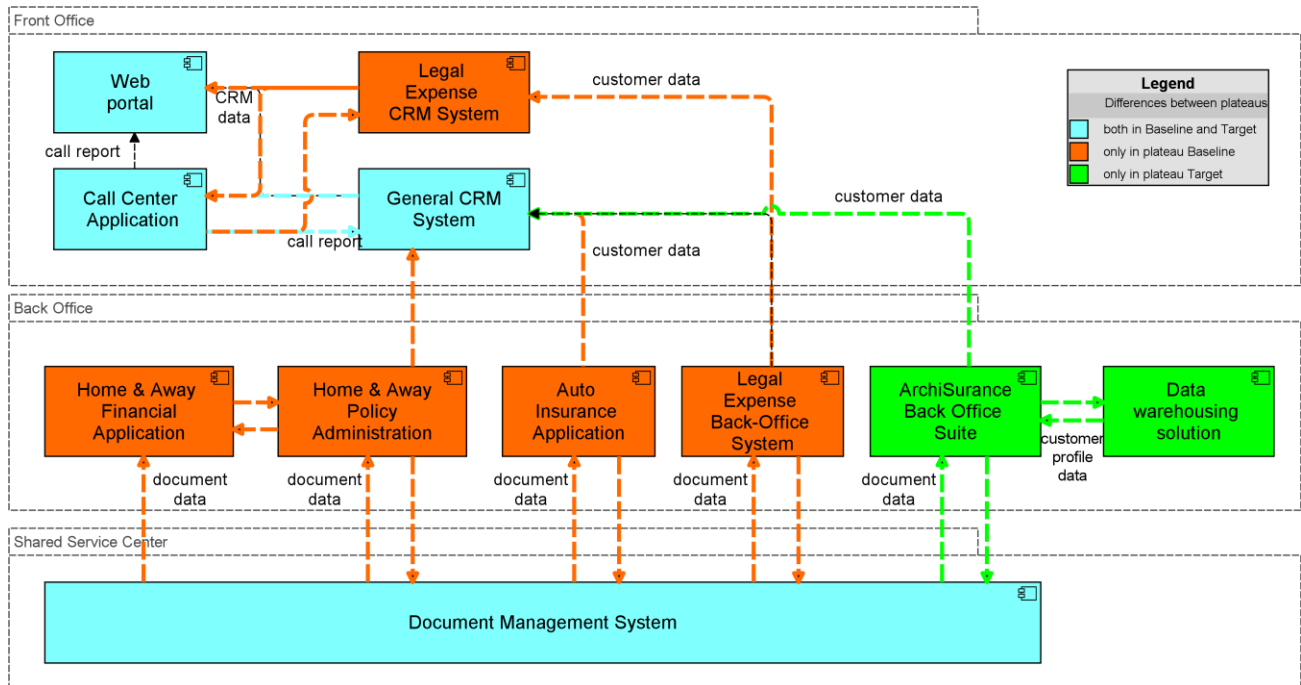 Front Office
Web
portal
Legal
Expense
CRM System
customer data
Legend
Differences between plateaus
both in Baseline and Target
only in plateau Baseline
only in plateau Target
CRM
data
call report
Call Center
Application
General CRM
System
customer data
call report
customer data
Back Office
Home & Away
Financial
Application
Home & Away
Policy
Administration
Auto
Insurance
Application
Legal
Expense
Back-Office
System
ArchiSurance
Back Office
Suite
Data
warehousing
solution
customer
profile
data
document
data
document
data
document
data
document
data
document
data
Shared Service Center
Document Management System